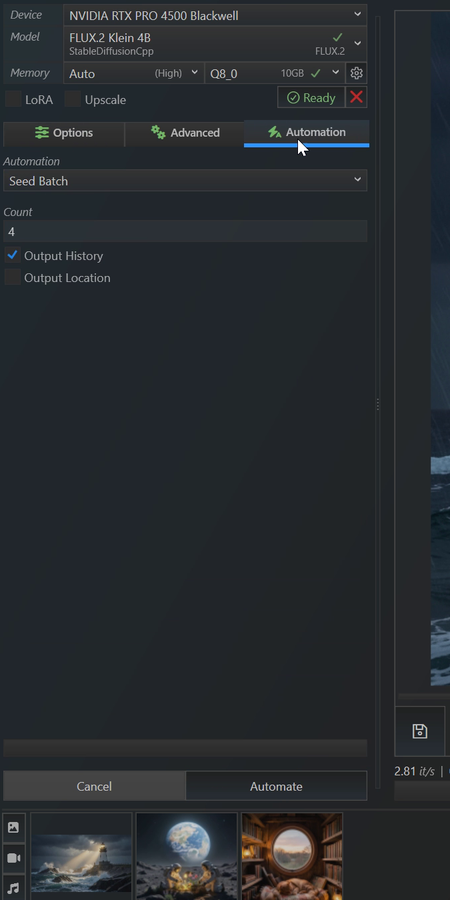 Device NVIDIA RTX PRO 4500 Blackwell
Model FLUX.2 Klein 4B
StableDiffusionCpp FLUX.2
Memory Auto (High) Q8_0 10GB
LoRA Upscale Ready
Options Advanced Automation
Automation
Seed Batch
Count
4
Output History
Output Location
Cancel Automate
2.81 it/s |